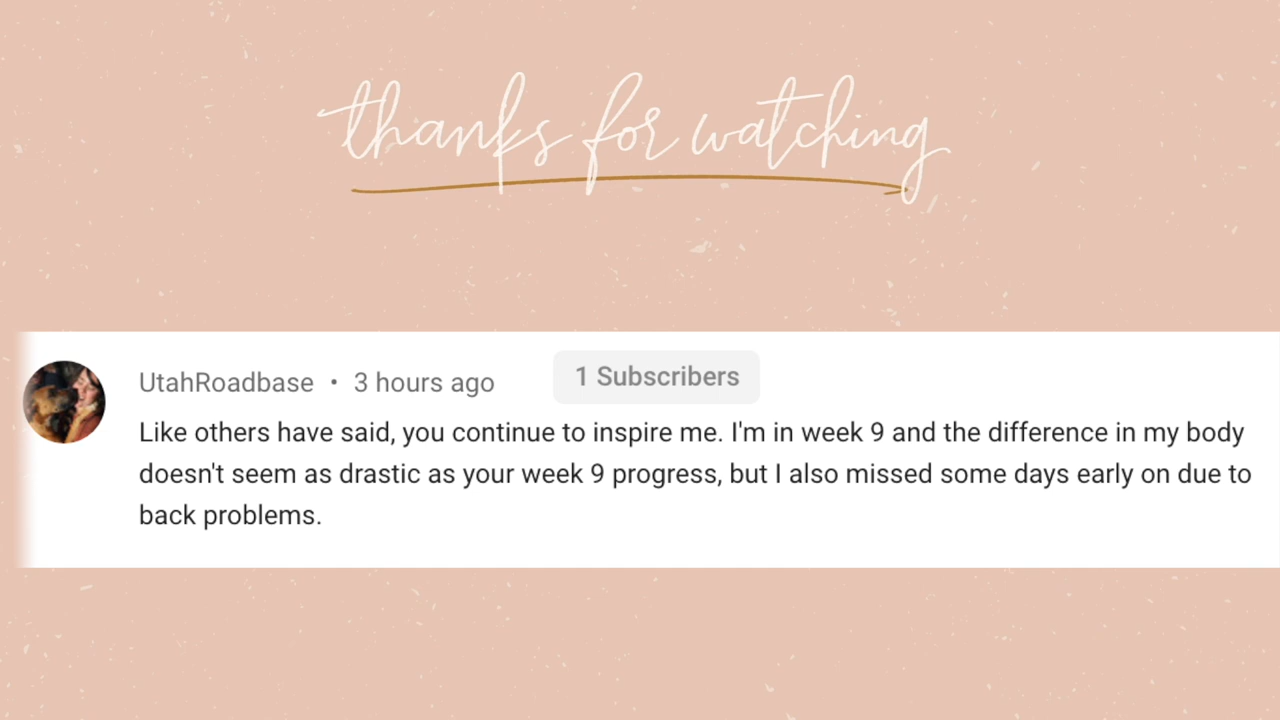 thanks for watching
UtahRoadbase • 3 hours ago 1 Subscribers
Like others have said, you continue to inspire me. I'm in week 9 and the difference in my body
doesn't seem as drastic as your week 9 progress, but I also missed some days early on due to
back problems.